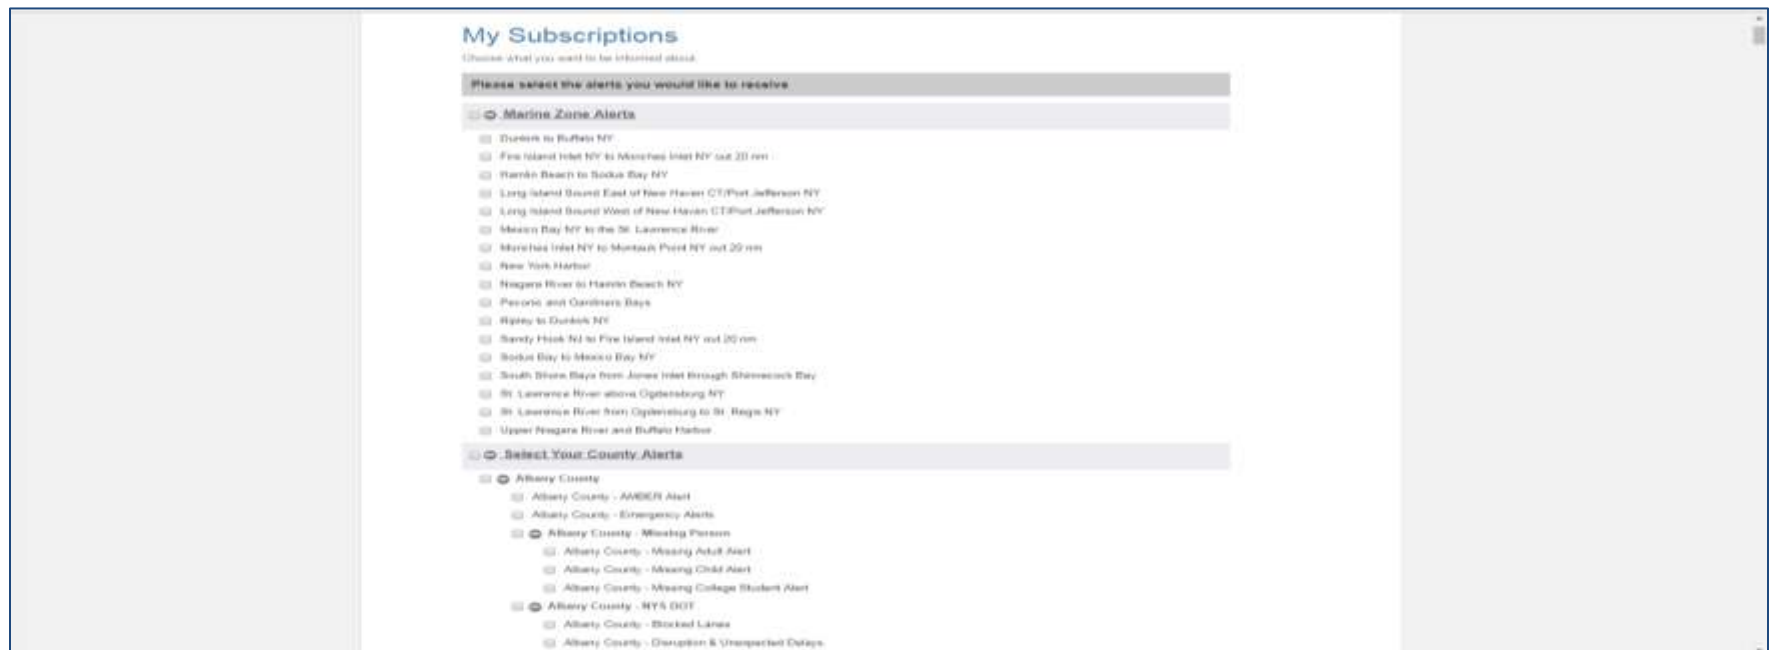 My Subscriptions
Choose what you want to be informed about.
Please select the alerts you would like to receive
Marine Zone Alerts
Dunkirk to Buffalo NY
Fire Island Inlet NY to Moriches Inlet NY out 20 nm
Hamlin Beach to Sodus Bay NY
Long Island Sound East of New Haven CT/Port Jefferson NY
Long Island Sound West of New Haven CT/Port Jefferson NY
Mexico Bay NY to the St. Lawrence River
Moriches Inlet NY to Montauk Point NY out 20 nm
New York Harbor
Niagara River to Hamlin Beach NY
Peconic and Gardiners Bays
Ripley to Dunkirk NY
Sandy Hook NJ to Fire Island Inlet NY out 20 nm
Sodus Bay to Mexico Bay NY
South Shore Bays from Jones Inlet through Shinnecock Bay
St. Lawrence River above Ogdensburg NY
St. Lawrence River from Ogdensburg to St. Regis NY
Upper Niagara River and Buffalo Harbor
Select Your County Alerts
Albany County
Albany County - AMBER Alert
Albany County - Emergency Alerts
Albany County - Missing Person
Albany County - Missing Adult Alert
Albany County - Missing Child Alert
Albany County - Missing College Student Alert
Albany County - NYS DOT
Albany County - Blocked Lanes
Albany County - Disruption & Unexpected Delays